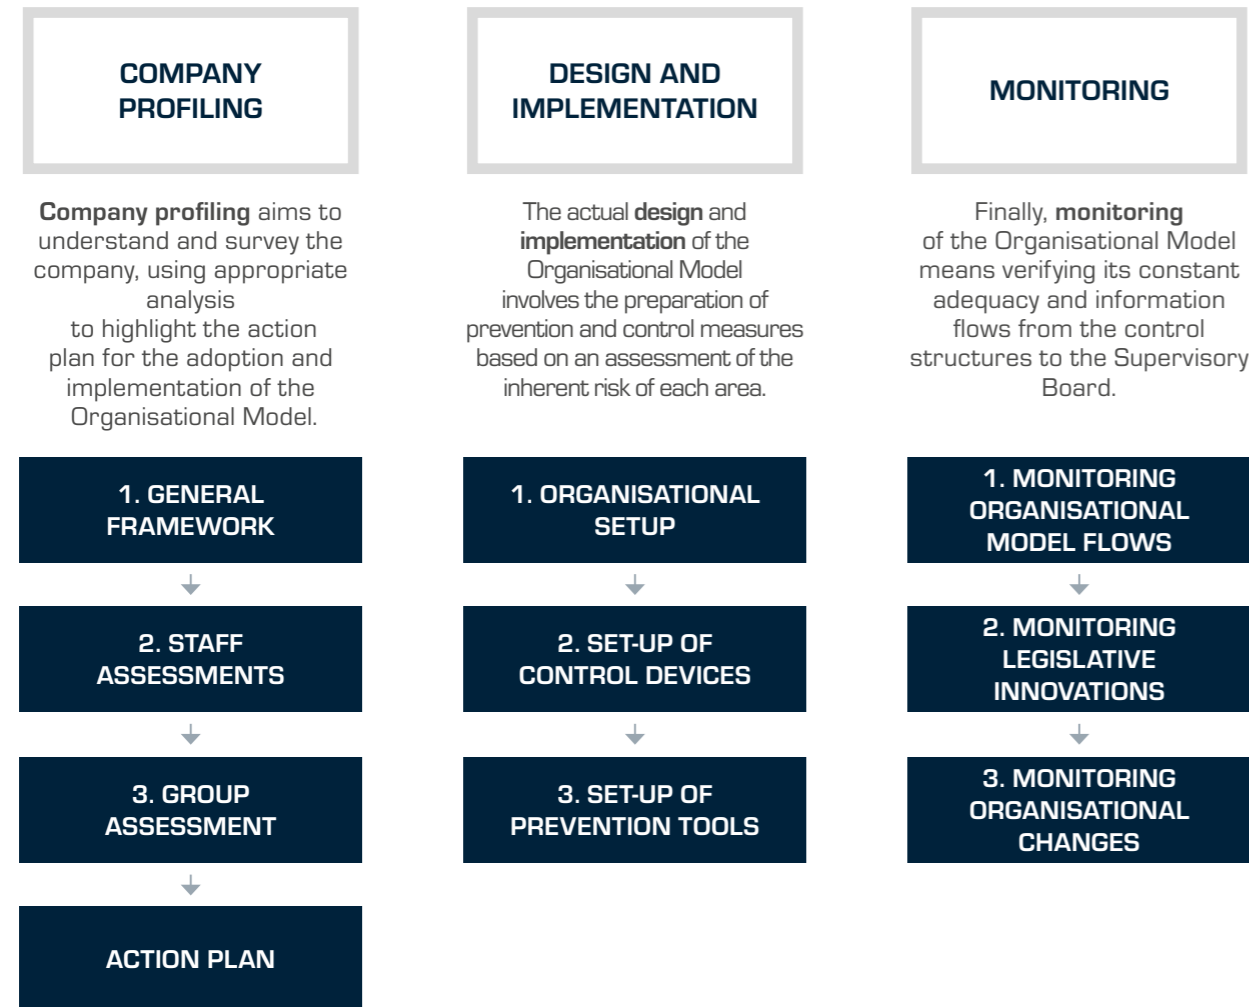 COMPANY
PROFILING
Company profiling aims to
understand and survey the
company, using appropriate
analysis
to highlight the action
plan for the adoption and
implementation of the
Organisational Model.
1. GENERAL
FRAMEWORK
2. STAFF
ASSESSMENTS
3. GROUP
ASSESSMENT
ACTION PLAN
DESIGN AND
IMPLEMENTATION
The actual design and
implementation of the
Organisational Model
involves the preparation of
prevention and control measures
based on an assessment of the
inherent risk of each area.
1. ORGANISATIONAL
SETUP
2. SET-UP OF
CONTROL DEVICES
3. SET-UP OF
PREVENTION TOOLS
MONITORING
Finally, monitoring
of the Organisational Model
means verifying its constant
adequacy and information
flows from the control
structures to the Supervisory
Board.
1. MONITORING
ORGANISATIONAL
MODEL FLOWS
2. MONITORING
LEGISLATIVE
INNOVATIONS
3. MONITORING
ORGANISATIONAL
CHANGES